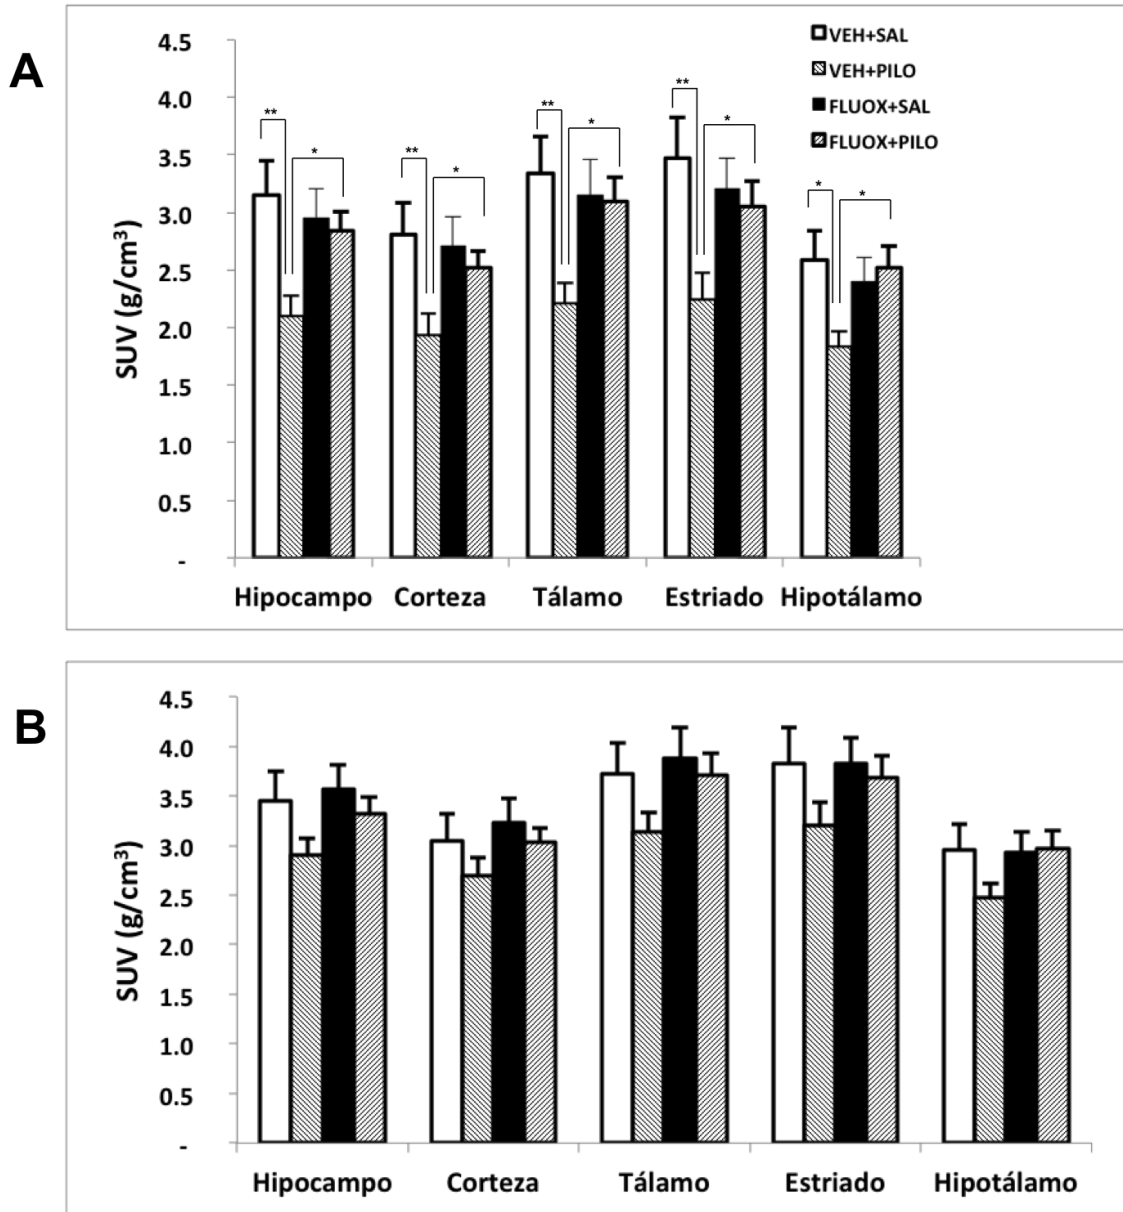 A
VEH+SAL
VEH+PILO
FLUOX+SAL
FLUOX+PILO
SUV (g/cm³)
4.5
4.0
3.5
3.0
2.5
2.0
1.5
1.0
0.5
-
** *
** *
** *
** *
* *
Hipocampo Corteza Tálamo Estriado Hipotálamo
B
SUV (g/cm³)
4.5
4.0
3.5
3.0
2.5
2.0
1.5
1.0
0.5
-
Hipocampo Corteza Tálamo Estriado Hipotálamo